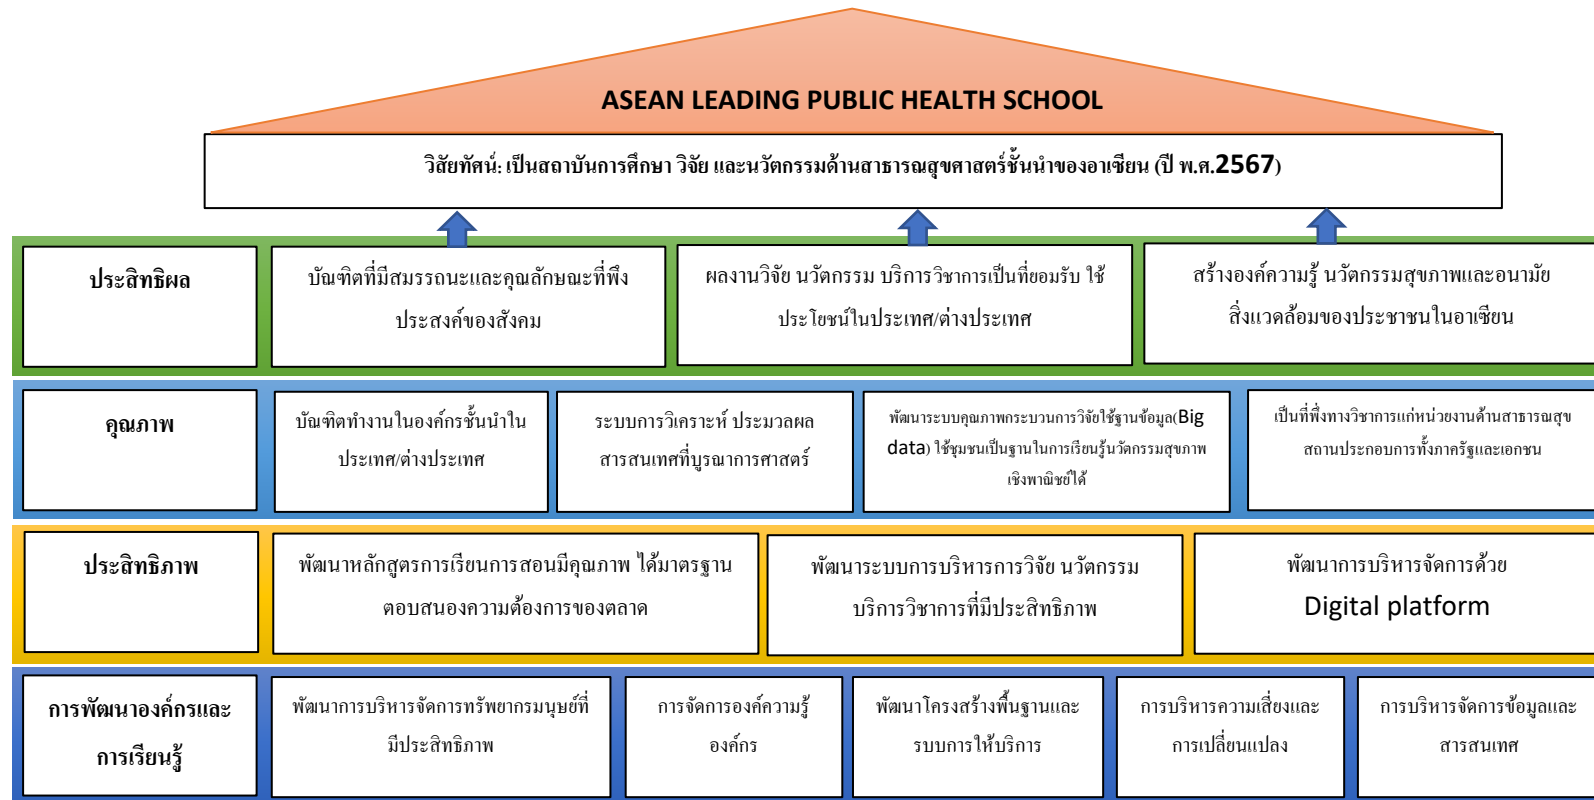 ASEAN LEADING PUBLIC HEALTH SCHOOL
วิสัยทัศน์: เป็นสถาบันการศึกษา วิจัย และนวัตกรรมด้านสาธารณสุขศาสตร์ชั้นนำของอาเซียน (ปี พ.ศ.2567)
ประสิทธิผล
บัณฑิตที่มีสมรรถนะและคุณลักษณะที่พึง
ประสงค์ของสังคม
ผลงานวิจัย นวัตกรรม บริการวิชาการเป็นที่ยอมรับ ใช้
ประโยชน์ในประเทศ/ต่างประเทศ
สร้างองค์ความรู้ นวัตกรรมสุขภาพและอนามัย
สิ่งแวดล้อมของประชาชนในอาเซียน
คุณภาพ
บัณฑิตทำงานในองค์กรชั้นนำใน
ประเทศ/ต่างประเทศ
ระบบการวิเคราะห์ ประมวลผล
สารสนเทศที่บูรณาการศาสตร์
พัฒนาระบบคุณภาพกระบวนการวิจัยใช้ฐานข้อมูล(Big
data) ใช้ชุมชนเป็นฐานในการเรียนรู้นวัตกรรมสุขภาพ
เชิงพาณิชย์ได้
เป็นที่พึ่งทางวิชาการแก่หน่วยงานด้านสาธารณสุข
สถานประกอบการทั้งภาครัฐและเอกชน
ประสิทธิภาพ
พัฒนาหลักสูตรการเรียนการสอนมีคุณภาพ ได้มาตรฐาน
ตอบสนองความต้องการของตลาด
พัฒนาระบบการบริหารการวิจัย นวัตกรรม
บริการวิชาการที่มีประสิทธิภาพ
พัฒนาการบริหารจัดการด้วย
Digital platform
การพัฒนาองค์กรและ
การเรียนรู้
พัฒนาการบริหารจัดการทรัพยากรมนุษย์ที่
มีประสิทธิภาพ
การจัดการองค์ความรู้
องค์กร
พัฒนาโครงสร้างพื้นฐานและ
รบบการให้บริการ
การบริหารความเสี่ยงและ
การเปลี่ยนแปลง
การบริหารจัดการข้อมูลและ
สารสนเทศ